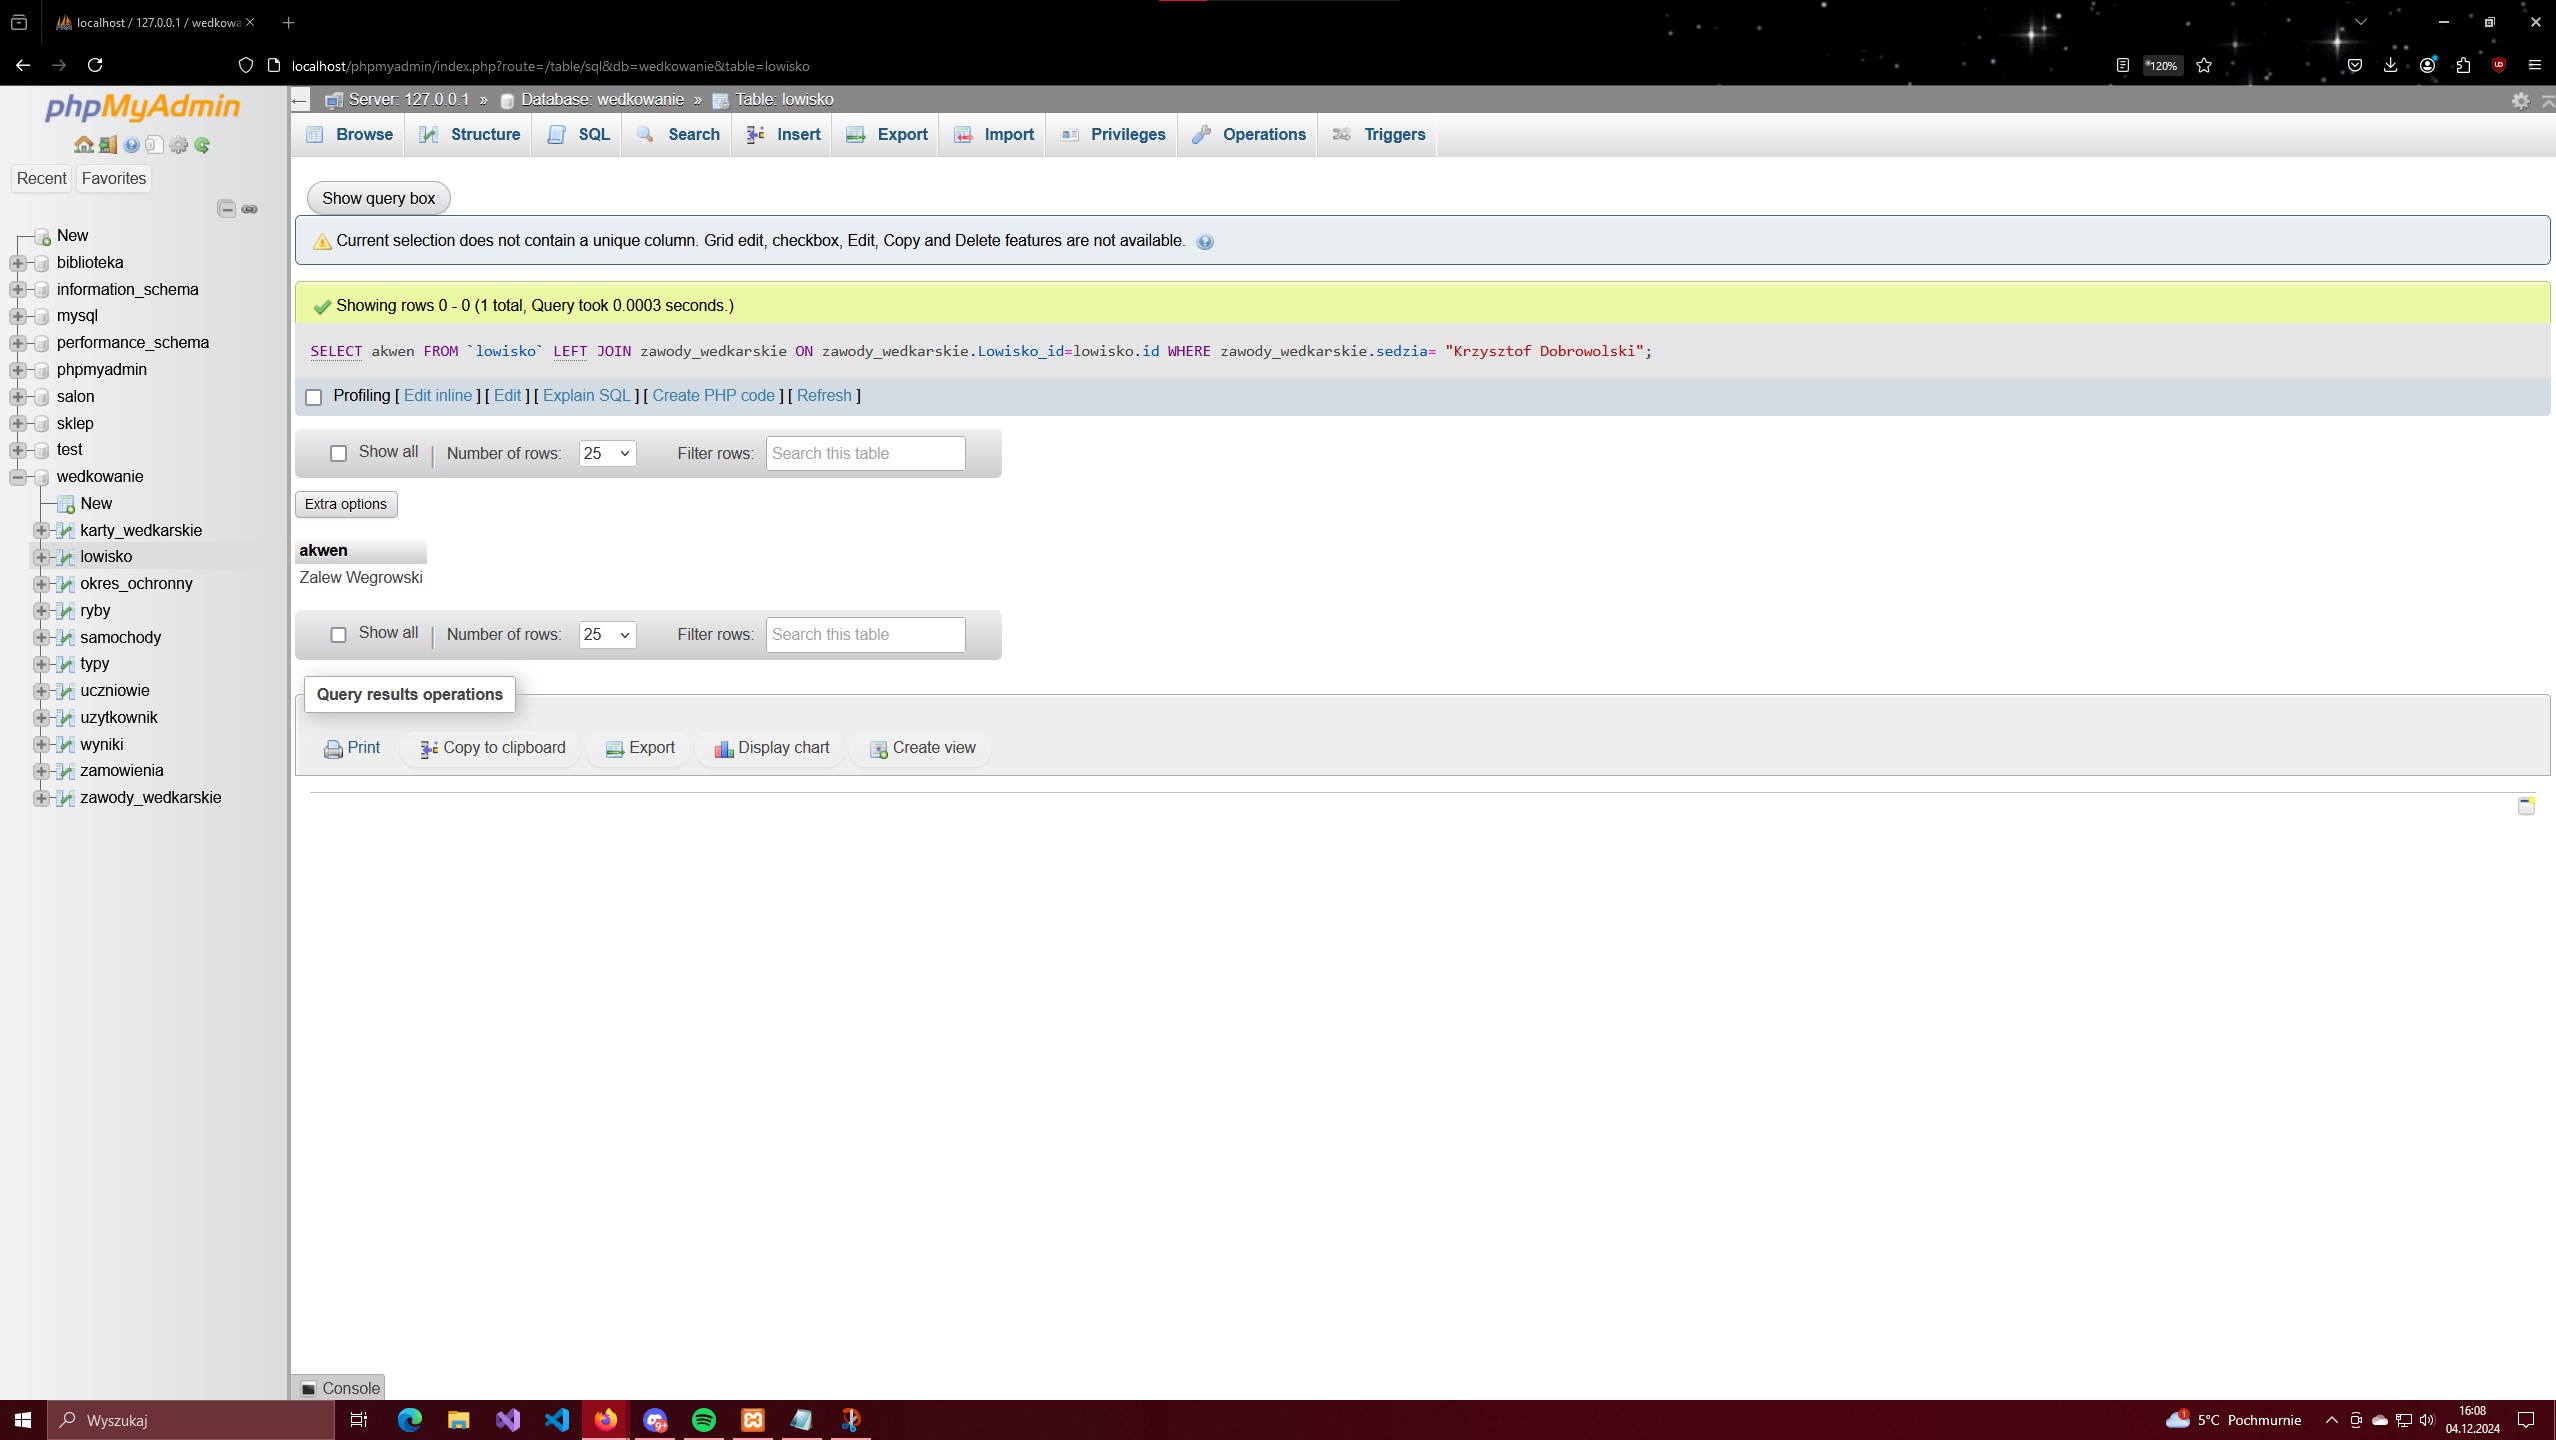 localhost / 127.0.0.1 / wedkowa
localhost/phpmyadmin/index.php?route=/table/sql&db=wedkowanie&table=lowisko
120%
phpMyAdmin
Recent
Favorites
New
biblioteka
information_schema
mysql
performance_schema
phpmyadmin
salon
sklep
test
wedkowanie
New
karty_wedkarskie
lowisko
okres_ochronny
ryby
samochody
typy
uczniowie
uzytkownik
wyniki
zamowienia
zawody_wedkarskie
Server: 127.0.0.1 » Database: wedkowanie » Table: lowisko
Browse Structure SQL Search Insert Export Import Privileges Operations Triggers
Show query box
Current selection does not contain a unique column. Grid edit, checkbox, Edit, Copy and Delete features are not available.
Showing rows 0 - 0 (1 total, Query took 0.0003 seconds.)
SELECT akwen FROM `lowisko` LEFT JOIN zawody_wedkarskie ON zawody_wedkarskie.Lowisko_id=lowisko.id WHERE zawody_wedkarskie.sedzia= "Krzysztof Dobrowolski";
Profiling [ Edit inline ] [ Edit ] [ Explain SQL ] [ Create PHP code ] [ Refresh ]
Show all | Number of rows: 25 Filter rows: Search this table
Extra options
akwen
Zalew Wegrowski
Show all | Number of rows: 25 Filter rows: Search this table
Query results operations
Print Copy to clipboard Export Display chart Create view
Console
Wyszukaj
9+
1
5°C Pochmurnie
16:08
04.12.2024